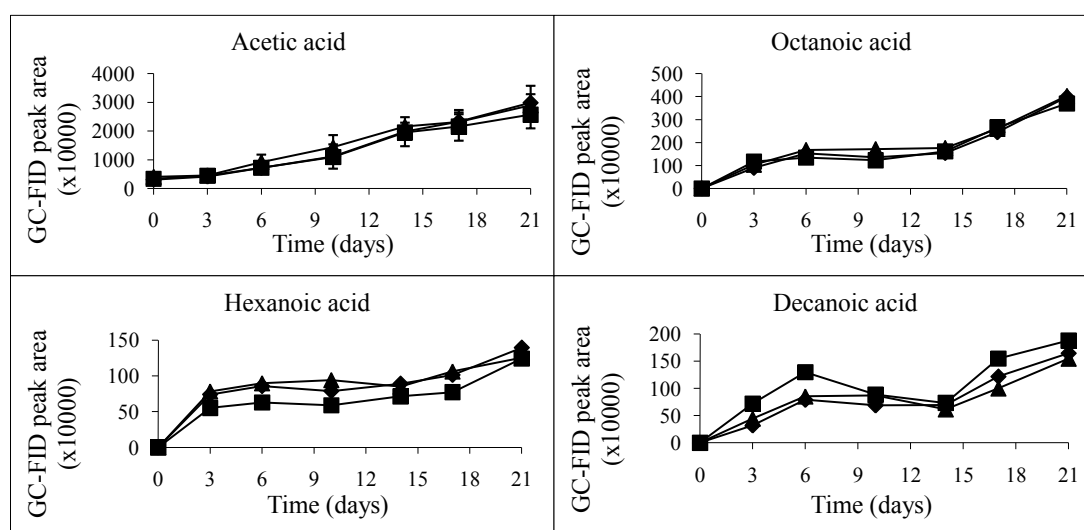 Acetic acid
GC-FID peak area
(x10000)
4000
3000
2000
1000
0
0 3 6 9 12 15 18 21
Time (days)
Octanoic acid
GC-FID peak area
(x10000)
500
400
300
200
100
0
0 3 6 9 12 15 18 21
Time (days)
Hexanoic acid
GC-FID peak area
(x10000)
150
100
50
0
0 3 6 9 12 15 18 21
Time (days)
Decanoic acid
GC-FID peak area
(x10000)
200
150
100
50
0
0 3 6 9 12 15 18 21
Time (days)